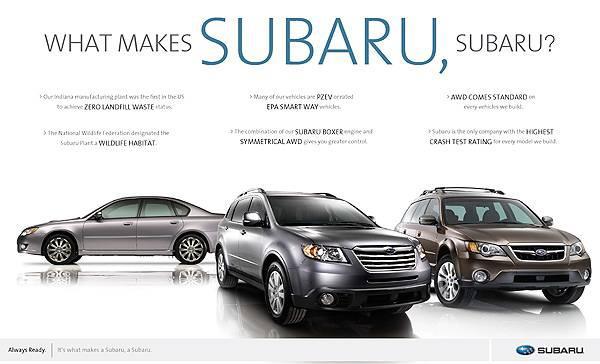 WHAT MAKES SUBARU, SUBARU?
> Our Indiana manufacturing plant was the first in the US
to achieve ZERO LANDFILL WASTE status.
> Many of our vehicles are PZEV or rated
EPA SMART WAY vehicles.
> AWD COMES STANDARD on
every vehicles we build.
> The National Wildlife Federation designated the
Subaru Plant a WILDLIFE HABITAT.
> The combination of our SUBARU BOXER engine and
SYMMETRICAL AWD gives you greater control.
> Subaru is the only company with the HIGHEST
CRASH TEST RATING for every model we build.
Always Ready. It's what makes a Subaru, a Subaru.
SUBARU